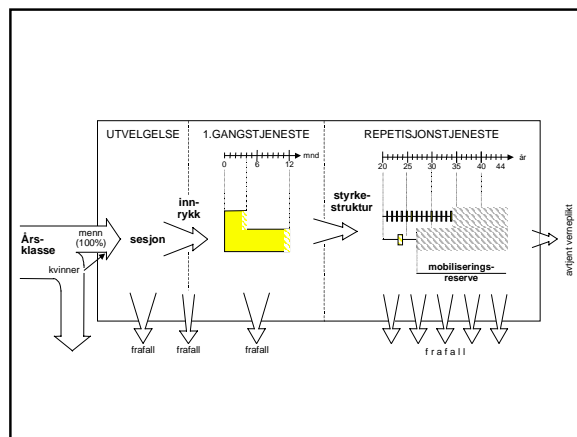 UTVELGELSE
1.GANGSTJENESTE
REPETISJONSTJENESTE
mnd
0 6 12
år
20 25 30 35 40 44
inn-
rykk
styrke-
struktur
Års-
klasse
menn
(100%)
kvinner
sesjon
mobiliserings-
reserve
avtjent verneplikt
frafall
frafall
frafall
frafall